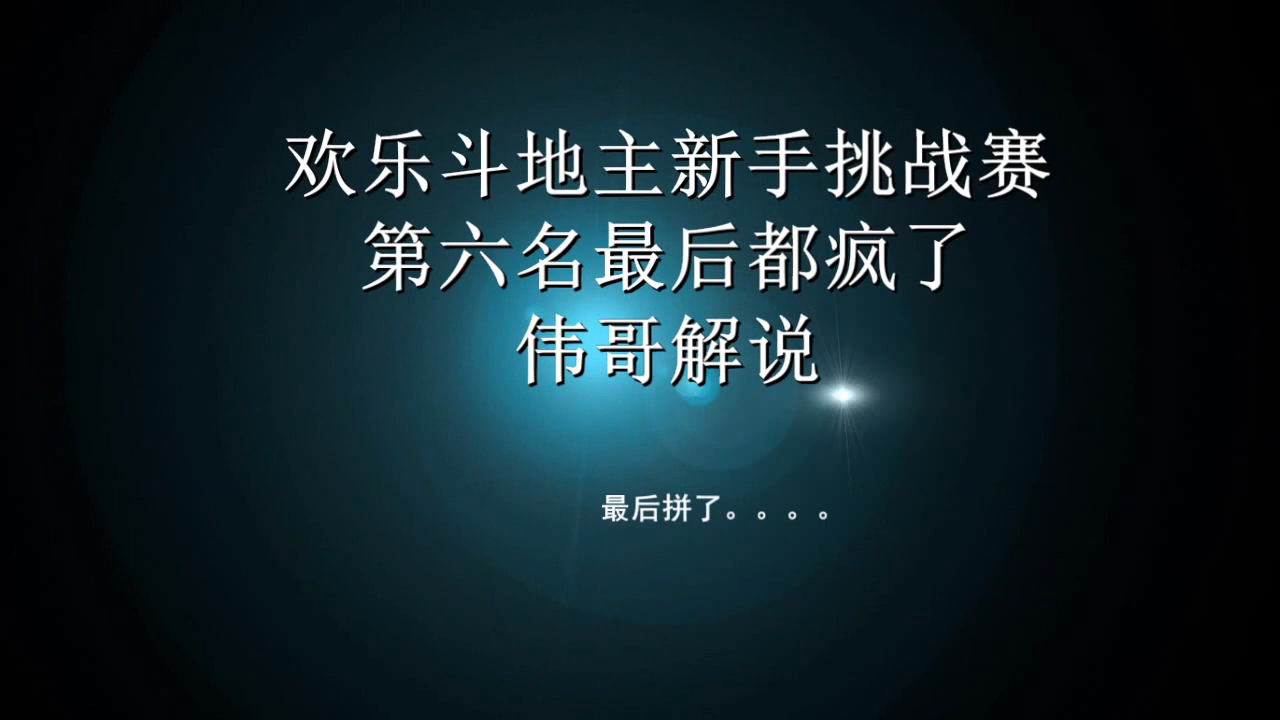 欢乐斗地主新手挑战赛
第六名最后都疯了
伟哥解说
最后拼了。。。。